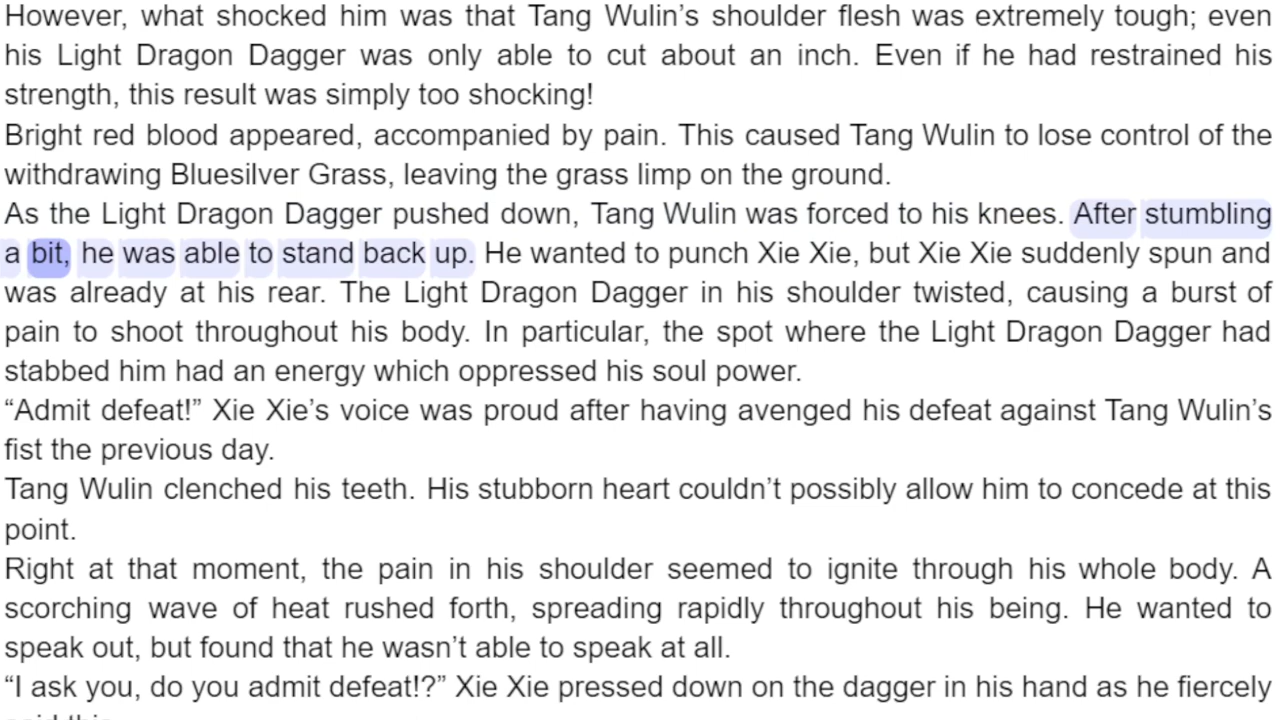 However, what shocked him was that Tang Wulin’s shoulder flesh was extremely tough; even
his Light Dragon Dagger was only able to cut about an inch. Even if he had restrained his
strength, this result was simply too shocking!
Bright red blood appeared, accompanied by pain. This caused Tang Wulin to lose control of the
withdrawing Bluesilver Grass, leaving the grass limp on the ground.
As the Light Dragon Dagger pushed down, Tang Wulin was forced to his knees. After stumbling
a bit, he was able to stand back up. He wanted to punch Xie Xie, but Xie Xie suddenly spun and
was already at his rear. The Light Dragon Dagger in his shoulder twisted, causing a burst of
pain to shoot throughout his body. In particular, the spot where the Light Dragon Dagger had
stabbed him had an energy which oppressed his soul power.
“Admit defeat!” Xie Xie’s voice was proud after having avenged his defeat against Tang Wulin’s
fist the previous day.
Tang Wulin clenched his teeth. His stubborn heart couldn’t possibly allow him to concede at this
point.
Right at that moment, the pain in his shoulder seemed to ignite through his whole body. A
scorching wave of heat rushed forth, spreading rapidly throughout his being. He wanted to
speak out, but found that he wasn’t able to speak at all.
“I ask you, do you admit defeat!?” Xie Xie pressed down on the dagger in his hand as he fiercely